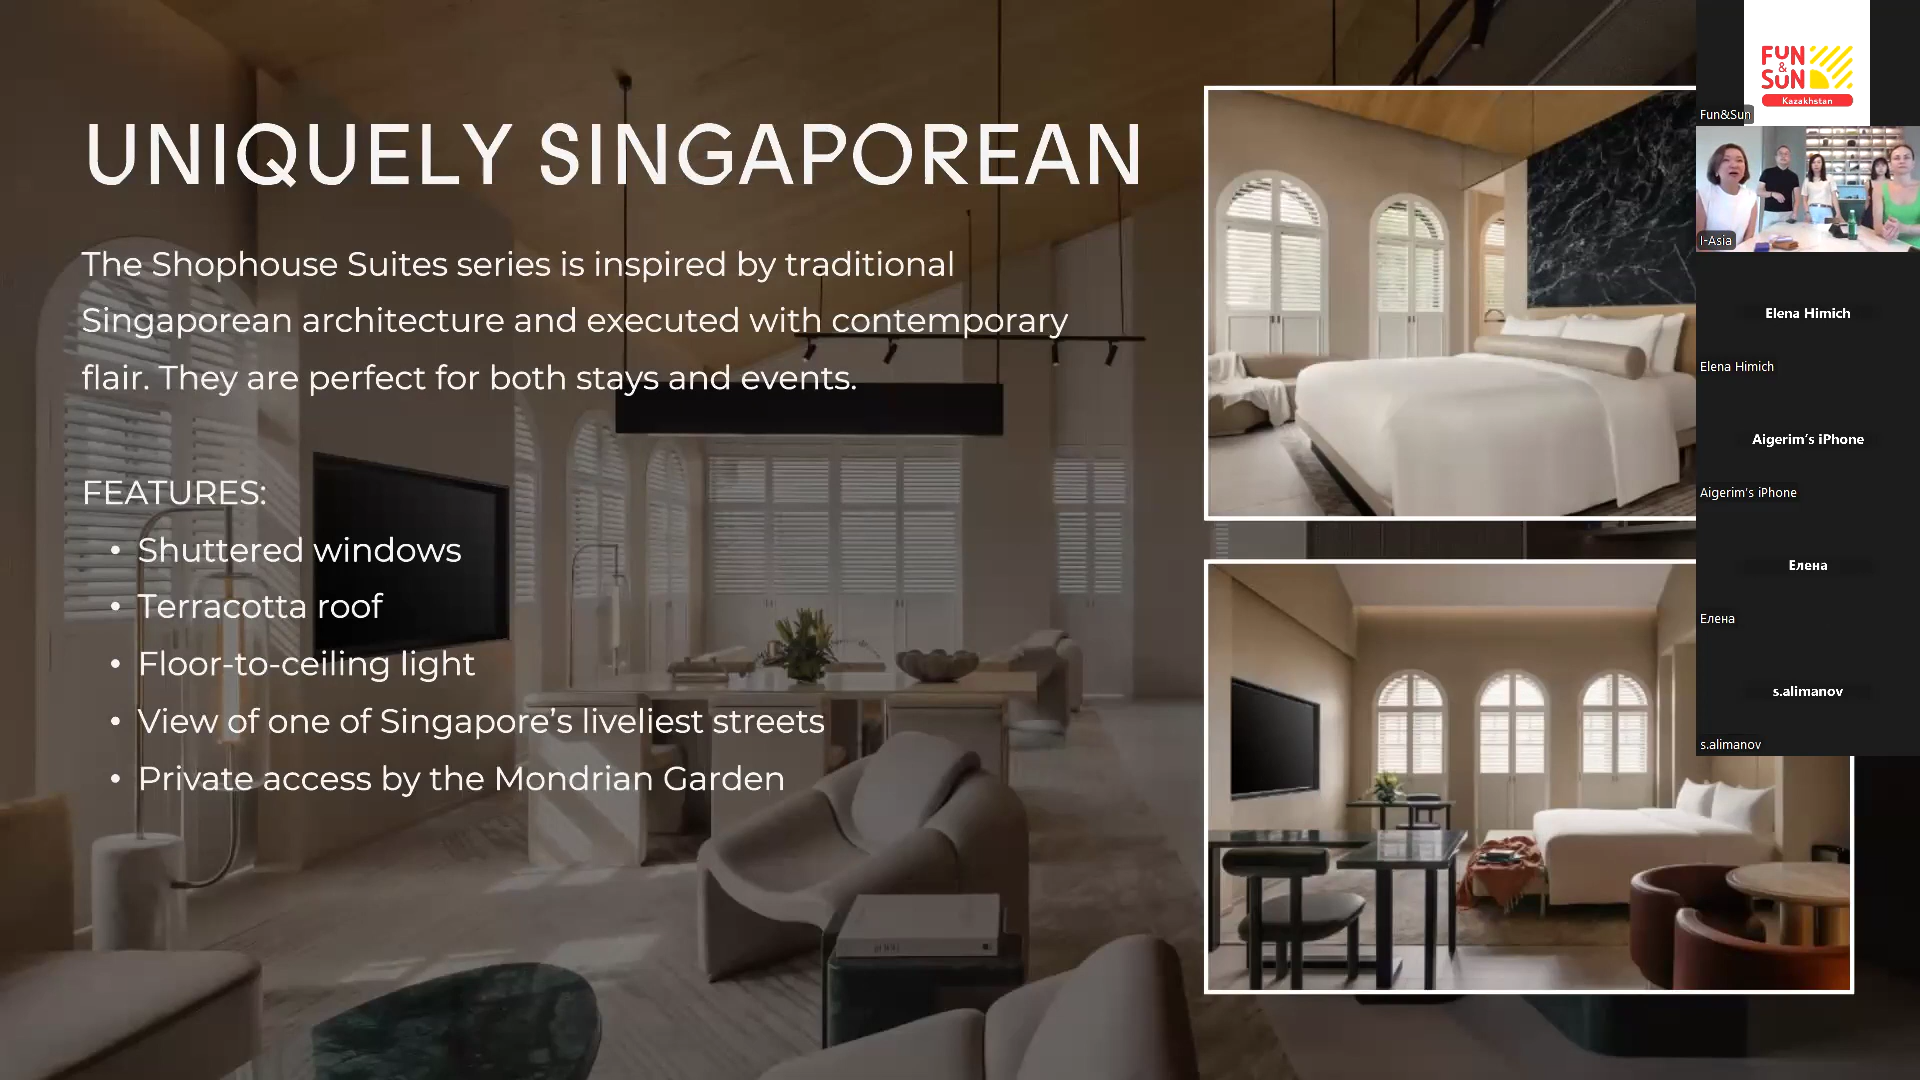 UNIQUELY SINGAPOREAN
The Shophouse Suites series is inspired by traditional
Singaporean architecture and executed with contemporary
flair. They are perfect for both stays and events.
FEATURES:
• Shuttered windows
• Terracotta roof
• Floor-to-ceiling light
• View of one of Singapore’s liveliest streets
• Private access by the Mondrian Garden
FUN
&
SUN
Kazakhstan
Fun&Sun
I-Asia
Elena Himich
Elena Himich
Aigerim's iPhone
Aigerim's iPhone
Елена
Елена
s.alimanov
s.alimanov